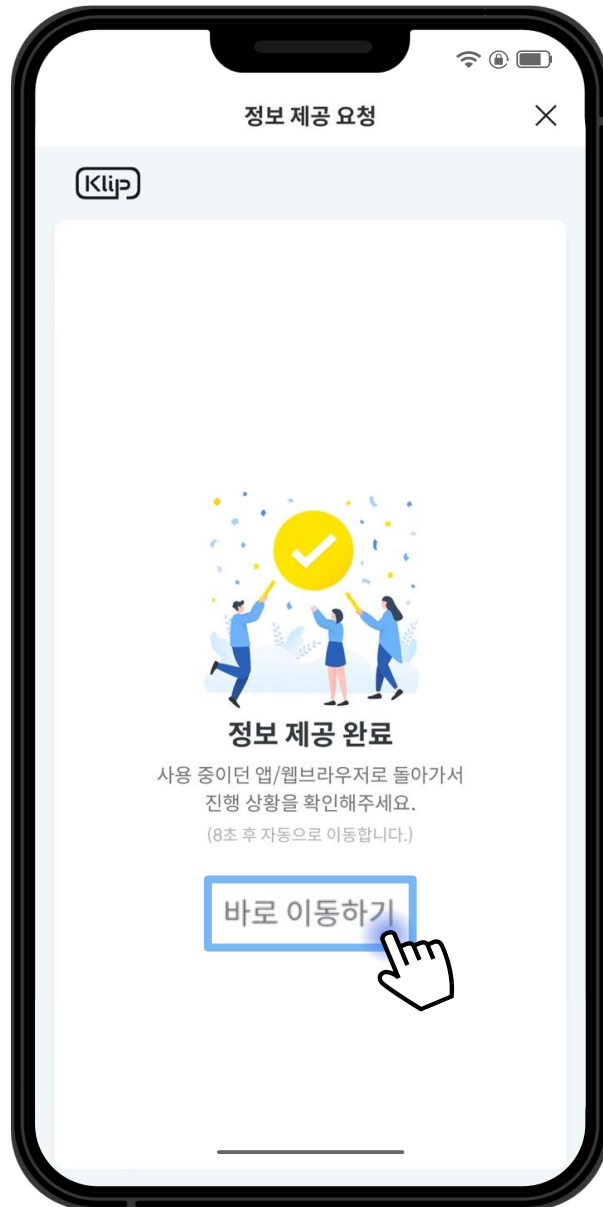 정보 제공 요청
Klip
정보 제공 완료
사용 중이던 앱/웹브라우저로 돌아가서
진행 상황을 확인해주세요.
(8초 후 자동으로 이동합니다.)
바로 이동하기